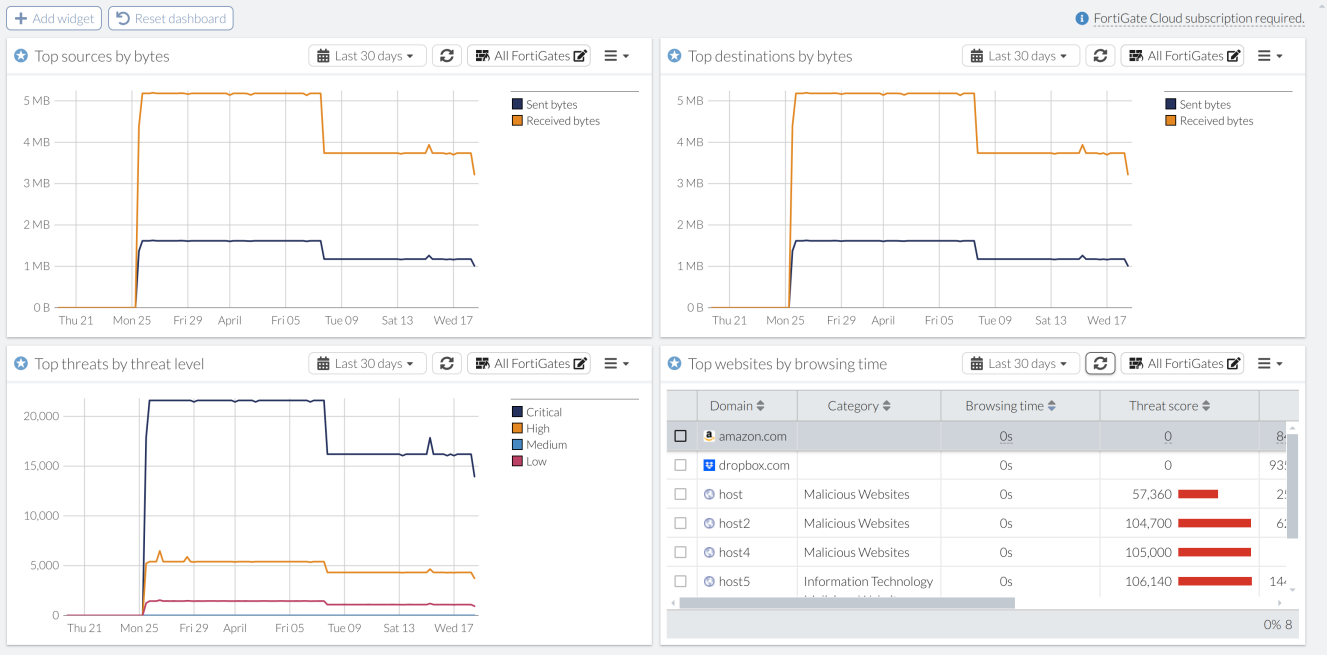 Add widget
Reset dashboard
FortiGate Cloud subscription required.
Top sources by bytes
Last 30 days
All FortiGates
5 MB
4 MB
3 MB
2 MB
1 MB
0 B
Thu 21 Mon 25 Fri 29 April Fri 05 Tue 09 Sat 13 Wed 17
Sent bytes
Received bytes
Top destinations by bytes
Last 30 days
All FortiGates
5 MB
4 MB
3 MB
2 MB
1 MB
0 B
Thu 21 Mon 25 Fri 29 April Fri 05 Tue 09 Sat 13 Wed 17
Sent bytes
Received bytes
Top threats by threat level
Last 30 days
All FortiGates
20,000
15,000
10,000
5,000
0
Thu 21 Mon 25 Fri 29 April Fri 05 Tue 09 Sat 13 Wed 17
Critical
High
Medium
Low
Top websites by browsing time
Last 30 days
All FortiGates
Domain Category Browsing time Threat score
amazon.com 0s 0
dropbox.com 0s 0
host Malicious Websites 0s 57,360
host2 Malicious Websites 0s 104,700
host4 Malicious Websites 0s 105,000
host5 Information Technology 0s 106,140
0% 8